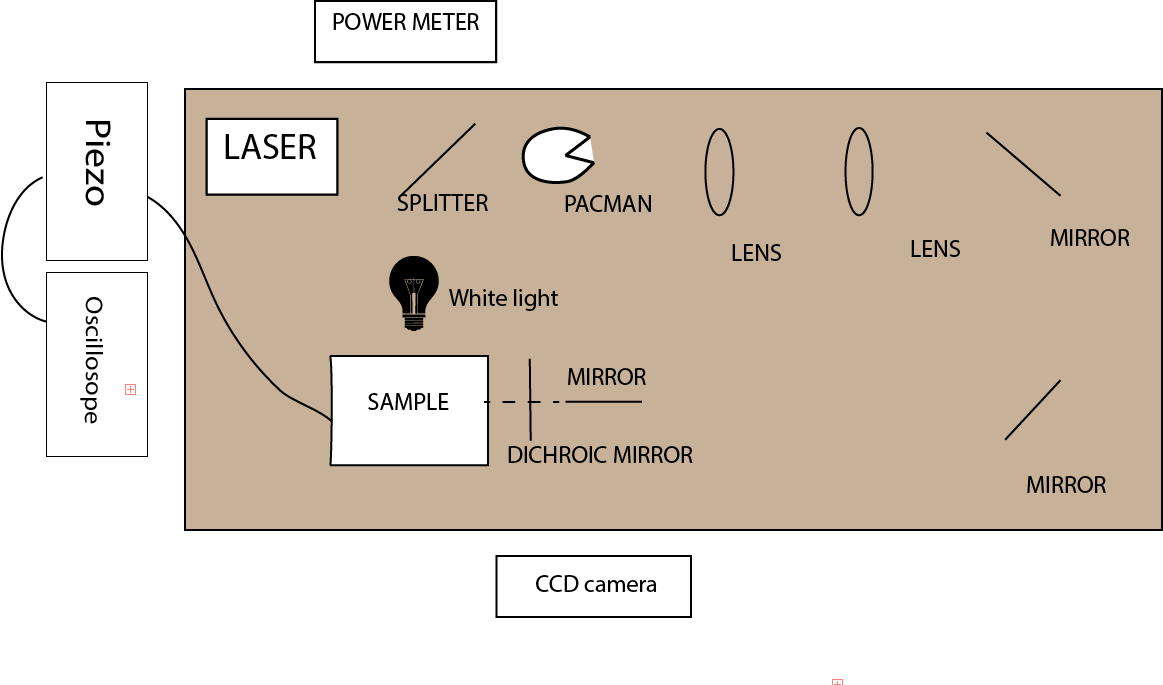 POWER METER
Piezo
LASER
SPLITTER
PACMAN
LENS
LENS
MIRROR
White light
Oscillosope
SAMPLE
MIRROR
DICHROIC MIRROR
MIRROR
CCD camera